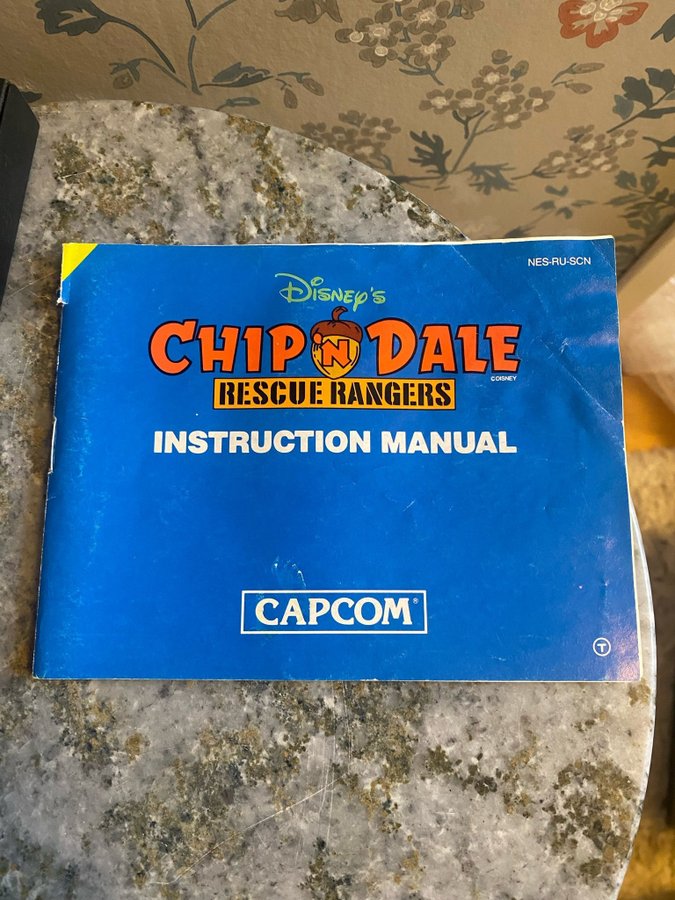 NES-RU-SCN
Disney's
CHIP N DALE
©DISNEY
RESCUE RANGERS
INSTRUCTION MANUAL
CAPCOM®
T